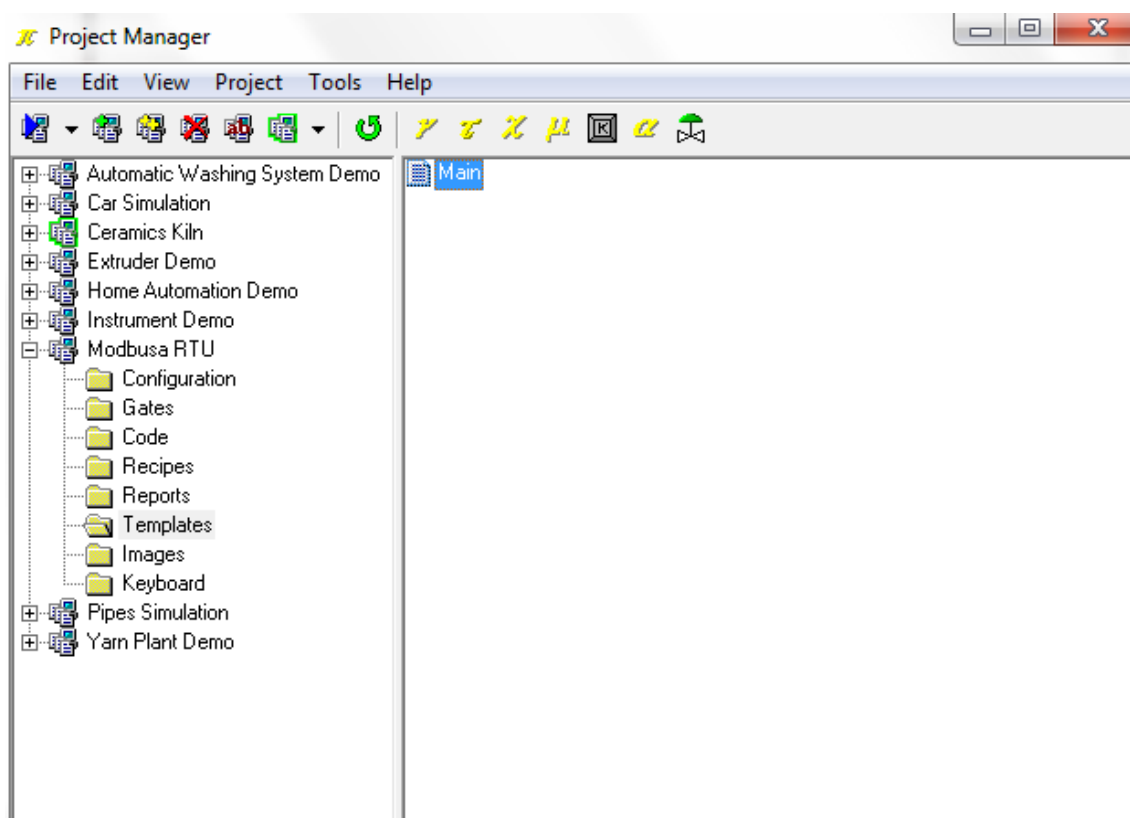 Project Manager
File Edit View Project Tools Help
Automatic Washing System Demo
Car Simulation
Ceramics Kiln
Extruder Demo
Home Automation Demo
Instrument Demo
Modbusa RTU
Configuration
Gates
Code
Recipes
Reports
Templates
Images
Keyboard
Pipes Simulation
Yarn Plant Demo
Main